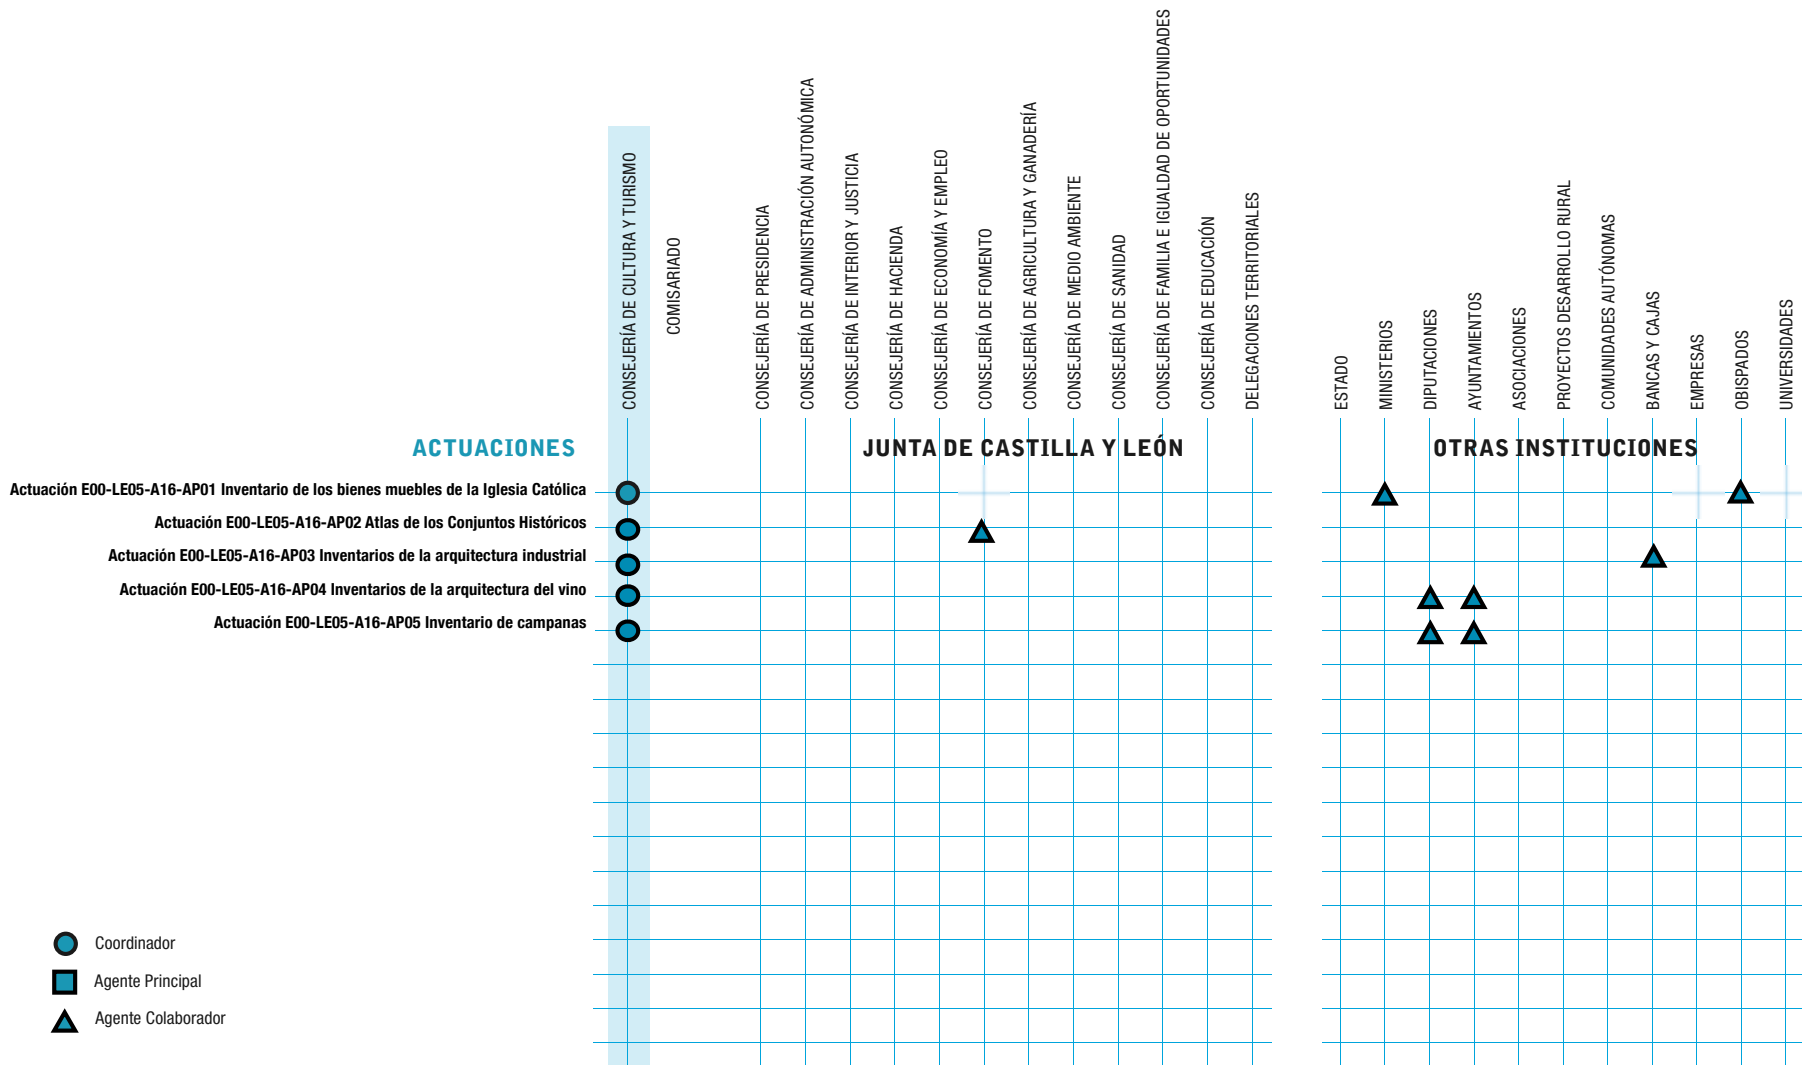 CONSEJERÍA DE CULTURA Y TURISMO
COMISARIADO
CONSEJERÍA DE PRESIDENCIA
CONSEJERÍA DE ADMINISTRACIÓN AUTONÓMICA
CONSEJERÍA DE INTERIOR Y JUSTICIA
CONSEJERÍA DE HACIENDA
CONSEJERÍA DE ECONOMÍA Y EMPLEO
CONSEJERÍA DE FOMENTO
CONSEJERÍA DE AGRICULTURA Y GANADERÍA
CONSEJERÍA DE MEDIO AMBIENTE
CONSEJERÍA DE SANIDAD
CONSEJERÍA DE FAMILIA E IGUALDAD DE OPORTUNIDADES
CONSEJERÍA DE EDUCACIÓN
DELEGACIONES TERRITORIALES
ESTADO
MINISTERIOS
DIPUTACIONES
AYUNTAMIENTOS
ASOCIACIONES
PROYECTOS DESARROLLO RURAL
COMUNIDADES AUTÓNOMAS
BANCAS Y CAJAS
EMPRESAS
OBISPADOS
UNIVERSIDADES
ACTUACIONES
JUNTA DE CASTILLA Y LEÓN
OTRAS INSTITUCIONES
Actuación E00-LE05-A16-AP01 Inventario de los bienes muebles de la Iglesia Católica
Actuación E00-LE05-A16-AP02 Atlas de los Conjuntos Históricos
Actuación E00-LE05-A16-AP03 Inventarios de la arquitectura industrial
Actuación E00-LE05-A16-AP04 Inventarios de la arquitectura del vino
Actuación E00-LE05-A16-AP05 Inventario de campanas
Coordinador
Agente Principal
Agente Colaborador